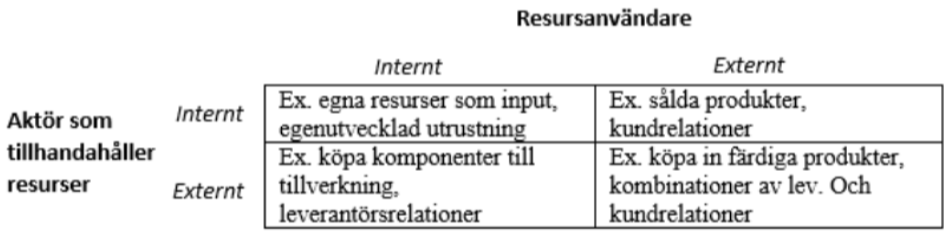 Resursanvändare
Internt
Externt
Aktör som
tillhandahåller
resurser
Internt
Ex. egna resurser som input,
egenutvecklad utrustning
Ex. sålda produkter,
kundrelationer
Externt
Ex. köpa komponenter till
tillverkning,
leverantörsrelationer
Ex. köpa in färdiga produkter,
kombinationer av lev. Och
kundrelationer